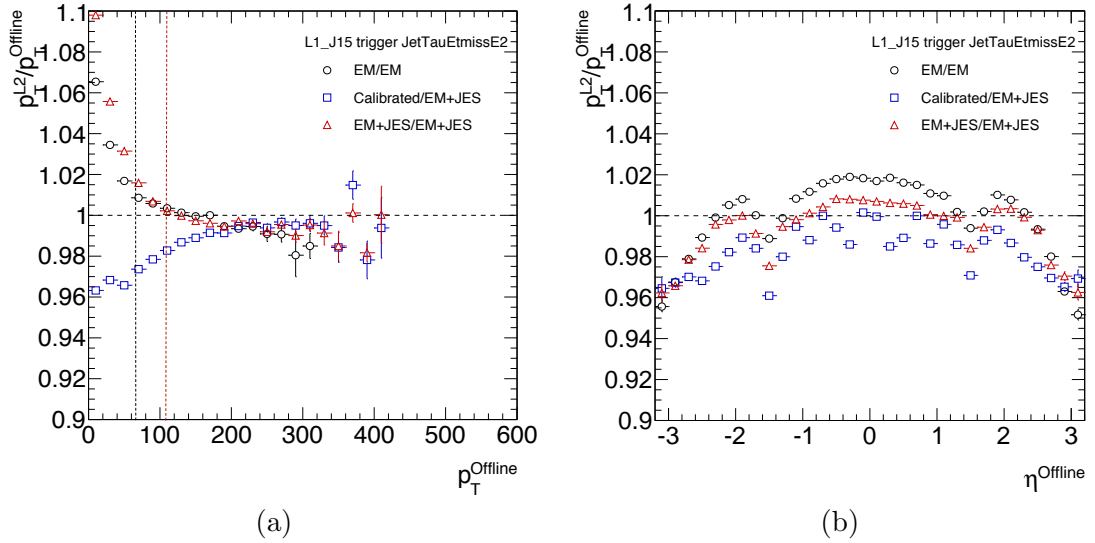 p_T^L2/p_T^Offline
1.1
1.08
1.06
1.04
1.02
1
0.98
0.96
0.94
0.92
0.9
L1_J15 trigger JetTauEtmissE2
EM/EM
Calibrated/EM+JES
EM+JES/EM+JES
0 100 200 300 400 500 600
p_T^Offline
(a)
p_T^L2/p_T^Offline
1.1
1.08
1.06
1.04
1.02
1
0.98
0.96
0.94
0.92
0.9
L1_J15 trigger JetTauEtmissE2
EM/EM
Calibrated/EM+JES
EM+JES/EM+JES
-3 -2 -1 0 1 2 3
η^Offline
(b)